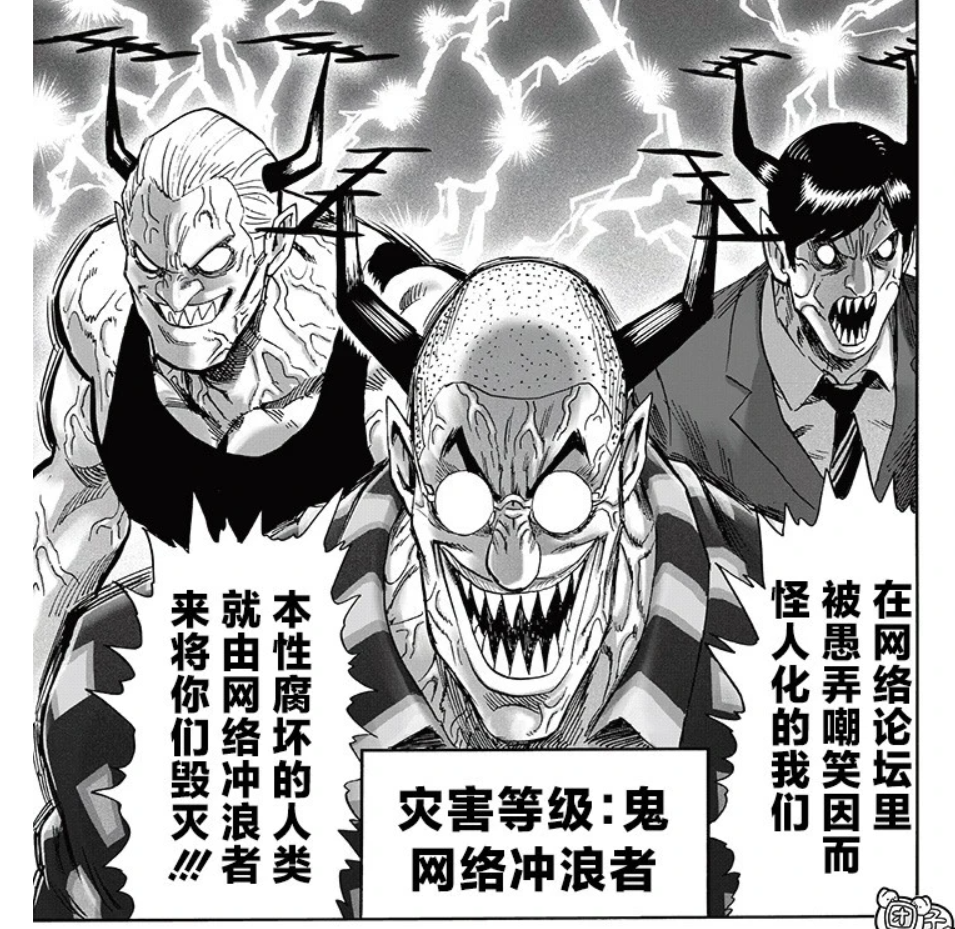 在网络论坛里
被愚弄嘲笑因而
怪人化的我们
本性腐坏的人类
就由网络冲浪者
来将你们毁灭!!!
灾害等级:鬼
网络冲浪者
团子